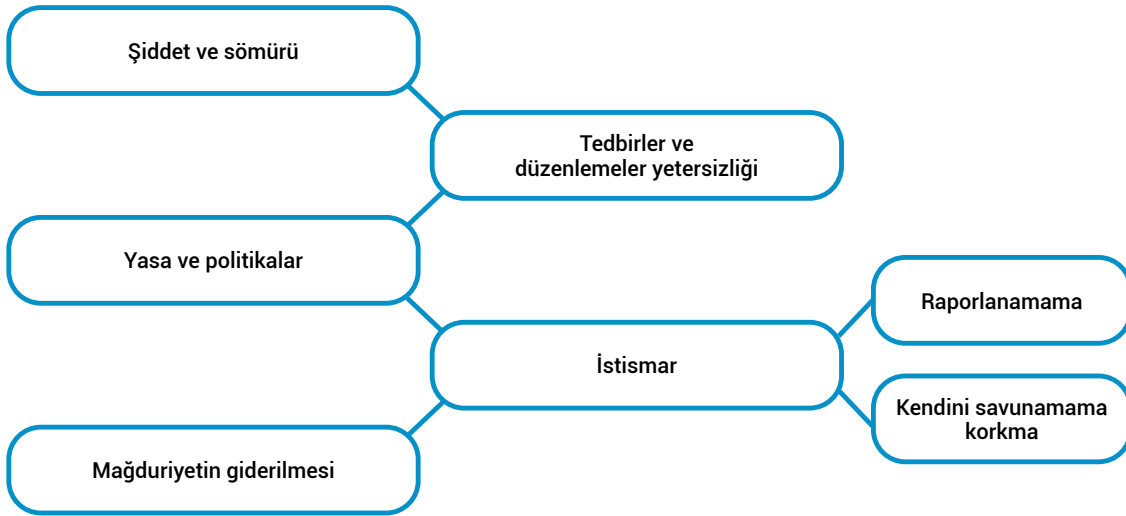 Şiddet ve sömürü
Tedbirler ve
düzenlemeler yetersizliği
Yasa ve politikalar
Raporlanamama
İstismar
Kendini savunamama
korkma
Mağduriyetin giderilmesi